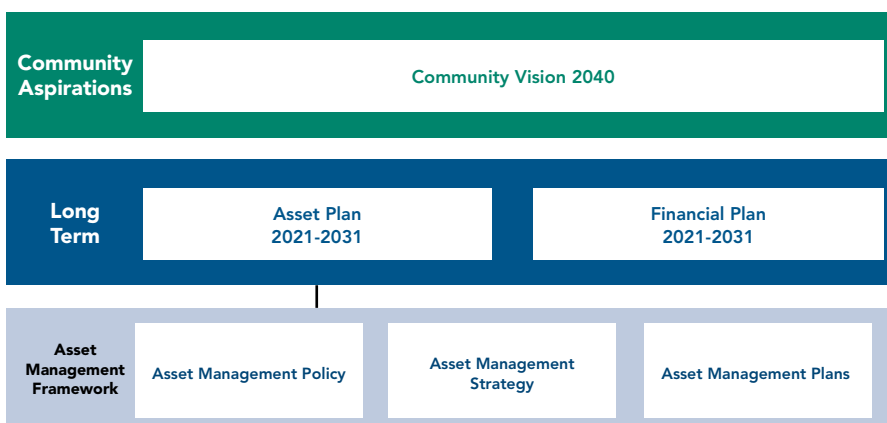 Community
Aspirations
Community Vision 2040
Long
Term
Asset Plan
2021-2031
Financial Plan
2021-2031
Asset
Management
Framework
Asset Management Policy
Asset Management
Strategy
Asset Management Plans